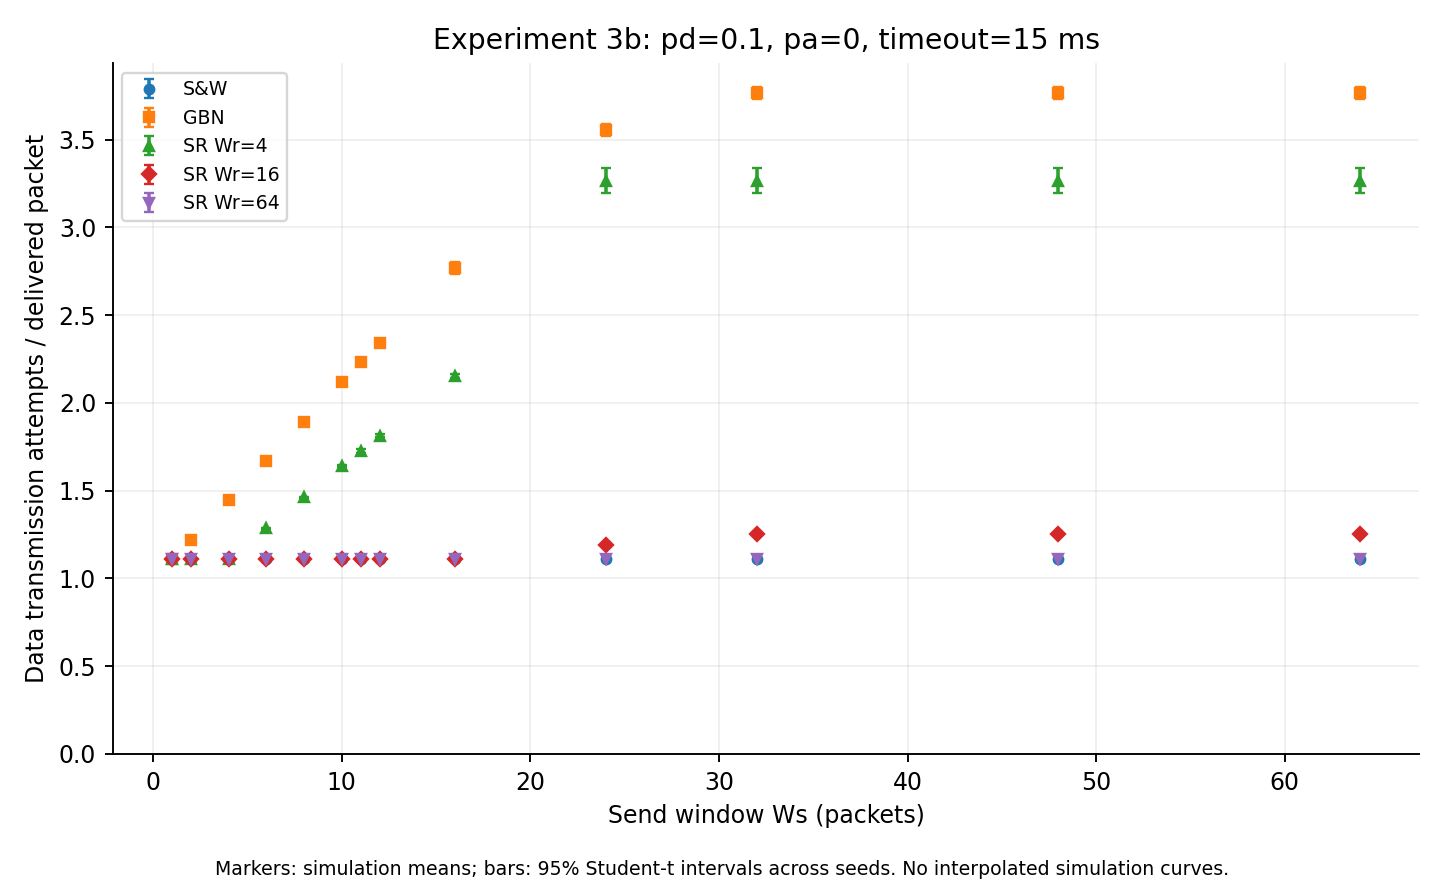 Experiment 3b: pd=0.1, pa=0, timeout=15 ms
S&W
GBN
SR Wr=4
SR Wr=16
SR Wr=64
Data transmission attempts / delivered packet
3.5
3.0
2.5
2.0
1.5
1.0
0.5
0.0
0 10 20 30 40 50 60
Send window Ws (packets)
Markers: simulation means; bars: 95% Student-t intervals across seeds. No interpolated simulation curves.